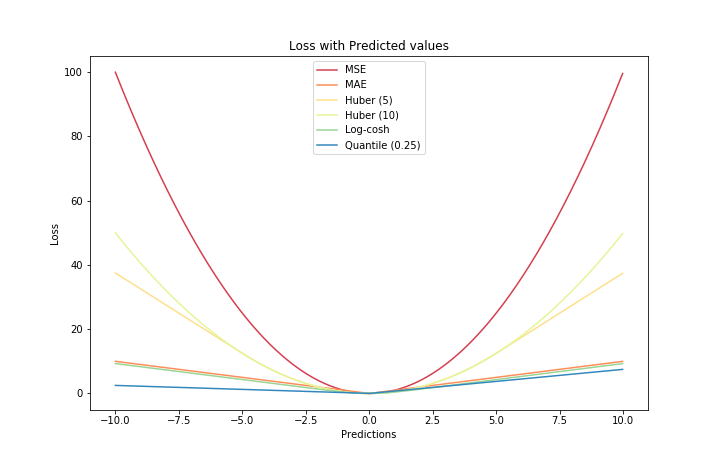 Loss with Predicted values
MSE
MAE
Huber (5)
Huber (10)
Log-cosh
Quantile (0.25)
Loss
100
80
60
40
20
0
−10.0 −7.5 −5.0 −2.5 0.0 2.5 5.0 7.5 10.0
Predictions